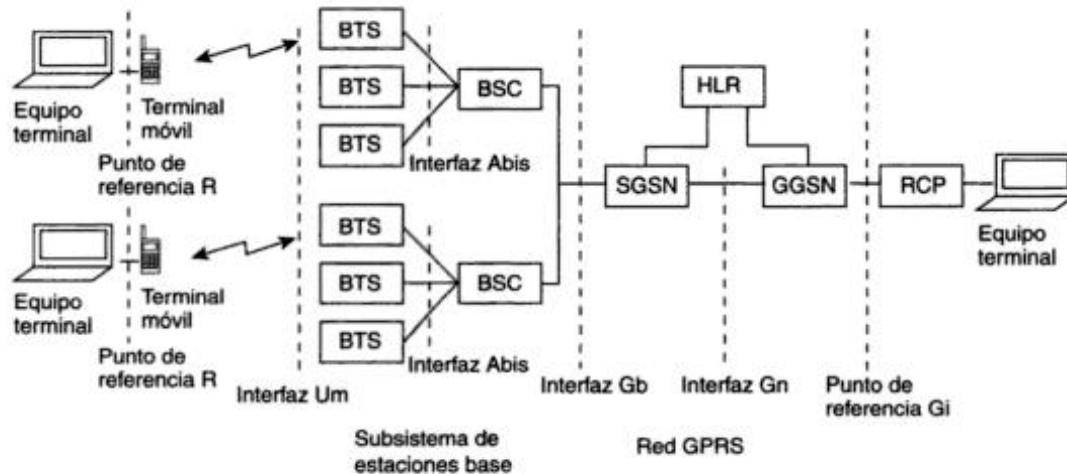 BTS
BTS
BTS
BSC
Equipo
terminal
Terminal
móvil
Punto de
referencia R
Interfaz Abis
HLR
SGSN
GGSN
RCP
Equipo
terminal
BTS
BTS
BTS
BSC
Equipo
terminal
Terminal
móvil
Punto de
referencia R
Interfaz Abis
Interfaz Um
Interfaz Gb
Interfaz Gn
Punto de
referencia Gi
Subsistema de
estaciones base
Red GPRS